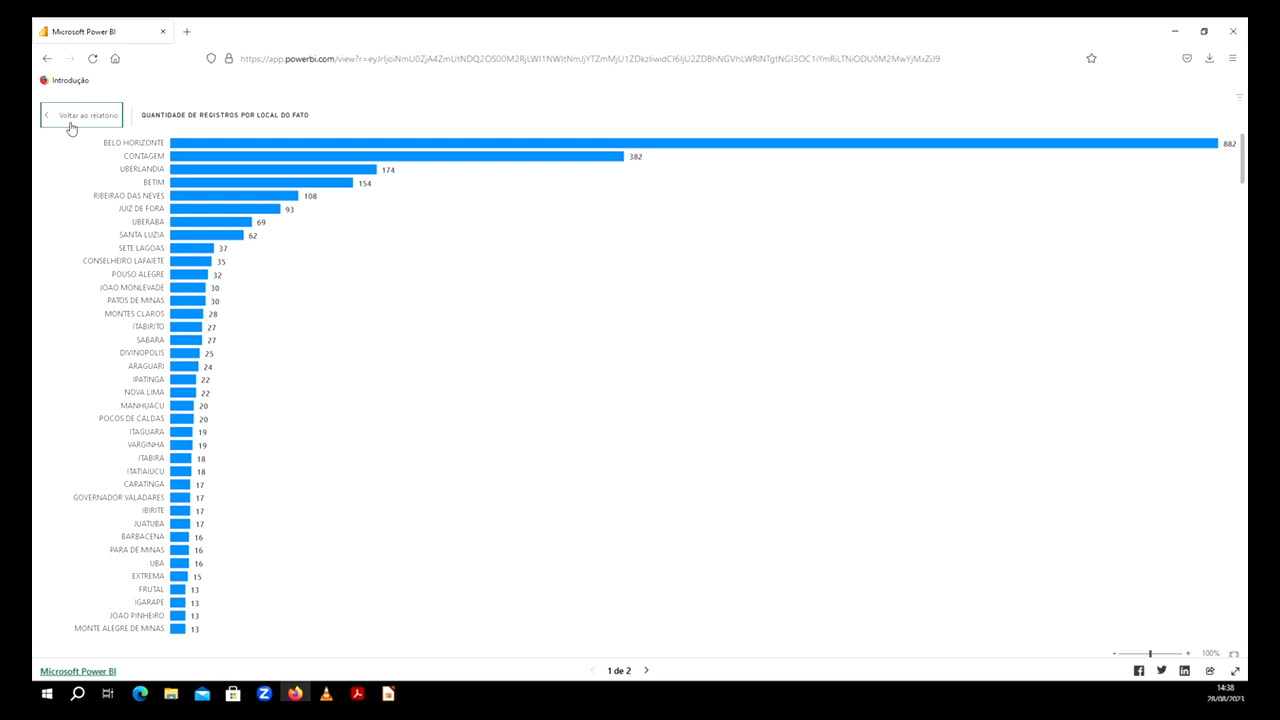 Microsoft Power BI
Introdução
Voltar ao relatório
QUANTIDADE DE REGISTROS POR LOCAL DO FATO
BELO HORIZONTE 882
CONTAGEM 382
UBERLANDIA 174
BETIM 154
RIBEIRAO DAS NEVES 108
JUIZ DE FORA 93
UBERABA 69
SANTA LUZIA 62
SETE LAGOAS 37
CONSELHEIRO LAFAIETE 35
POUSO ALEGRE 32
JOAO MONLEVADE 30
PATOS DE MINAS 30
MONTES CLAROS 28
ITABIRITO 27
SABARA 27
DIVINOPOLIS 25
ARAGUARI 24
IPATINGA 22
NOVA LIMA 22
MANHUACU 20
POCOS DE CALDAS 20
ITAGUARA 19
VARGINHA 19
ITABIRA 18
ITATIAIUCU 18
CARATINGA 17
GOVERNADOR VALADARES 17
IBIRITE 17
JUATUBA 17
BARBACENA 16
PARA DE MINAS 16
UBA 16
EXTREMA 15
FRUTAL 13
IGARAPE 13
JOAO PINHEIRO 13
MONTE ALEGRE DE MINAS 13
- + 100%
Microsoft Power BI
1 de 2
14:38
28/08/2023